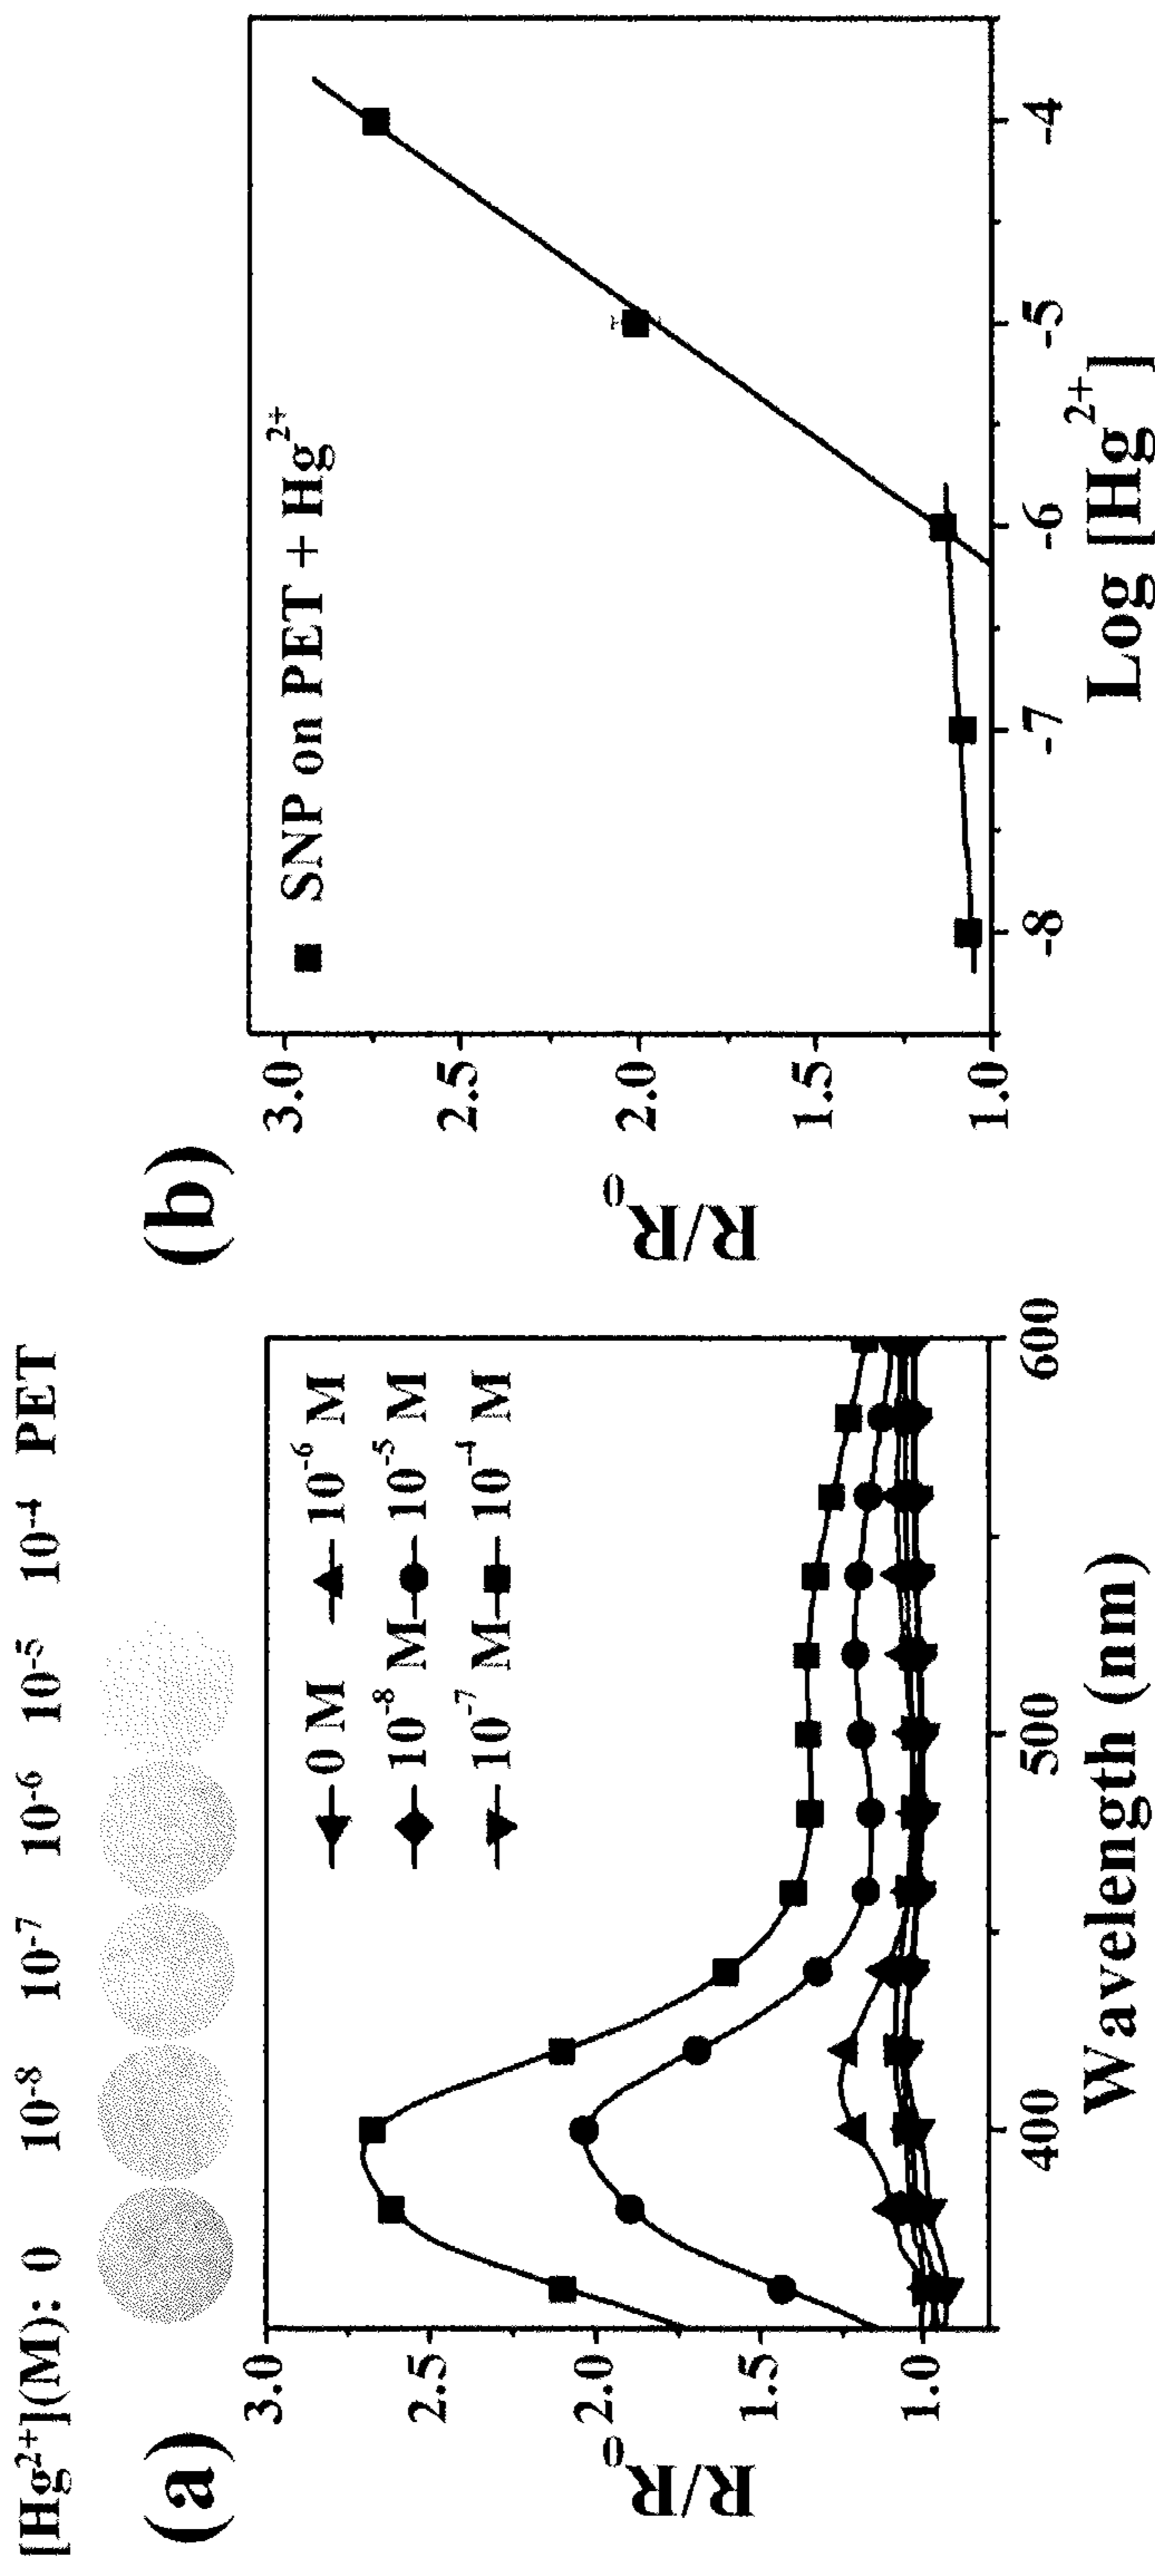 [Hg²⁺](M): 0 10⁻⁸ 10⁻⁷ 10⁻⁶ 10⁻⁵ 10⁻⁴ PET
(a)
R/R₀
3.0
2.5
2.0
1.5
1.0
0 M 10⁻⁶ M
10⁻⁸ M 10⁻⁵ M
10⁻⁷ M 10⁻⁴ M
400 500 600
Wavelength (nm)
(b)
R/R₀
3.0
2.5
2.0
1.5
1.0
SNP on PET + Hg²⁺
-8 -7 -6 -5 -4
Log [Hg²⁺]